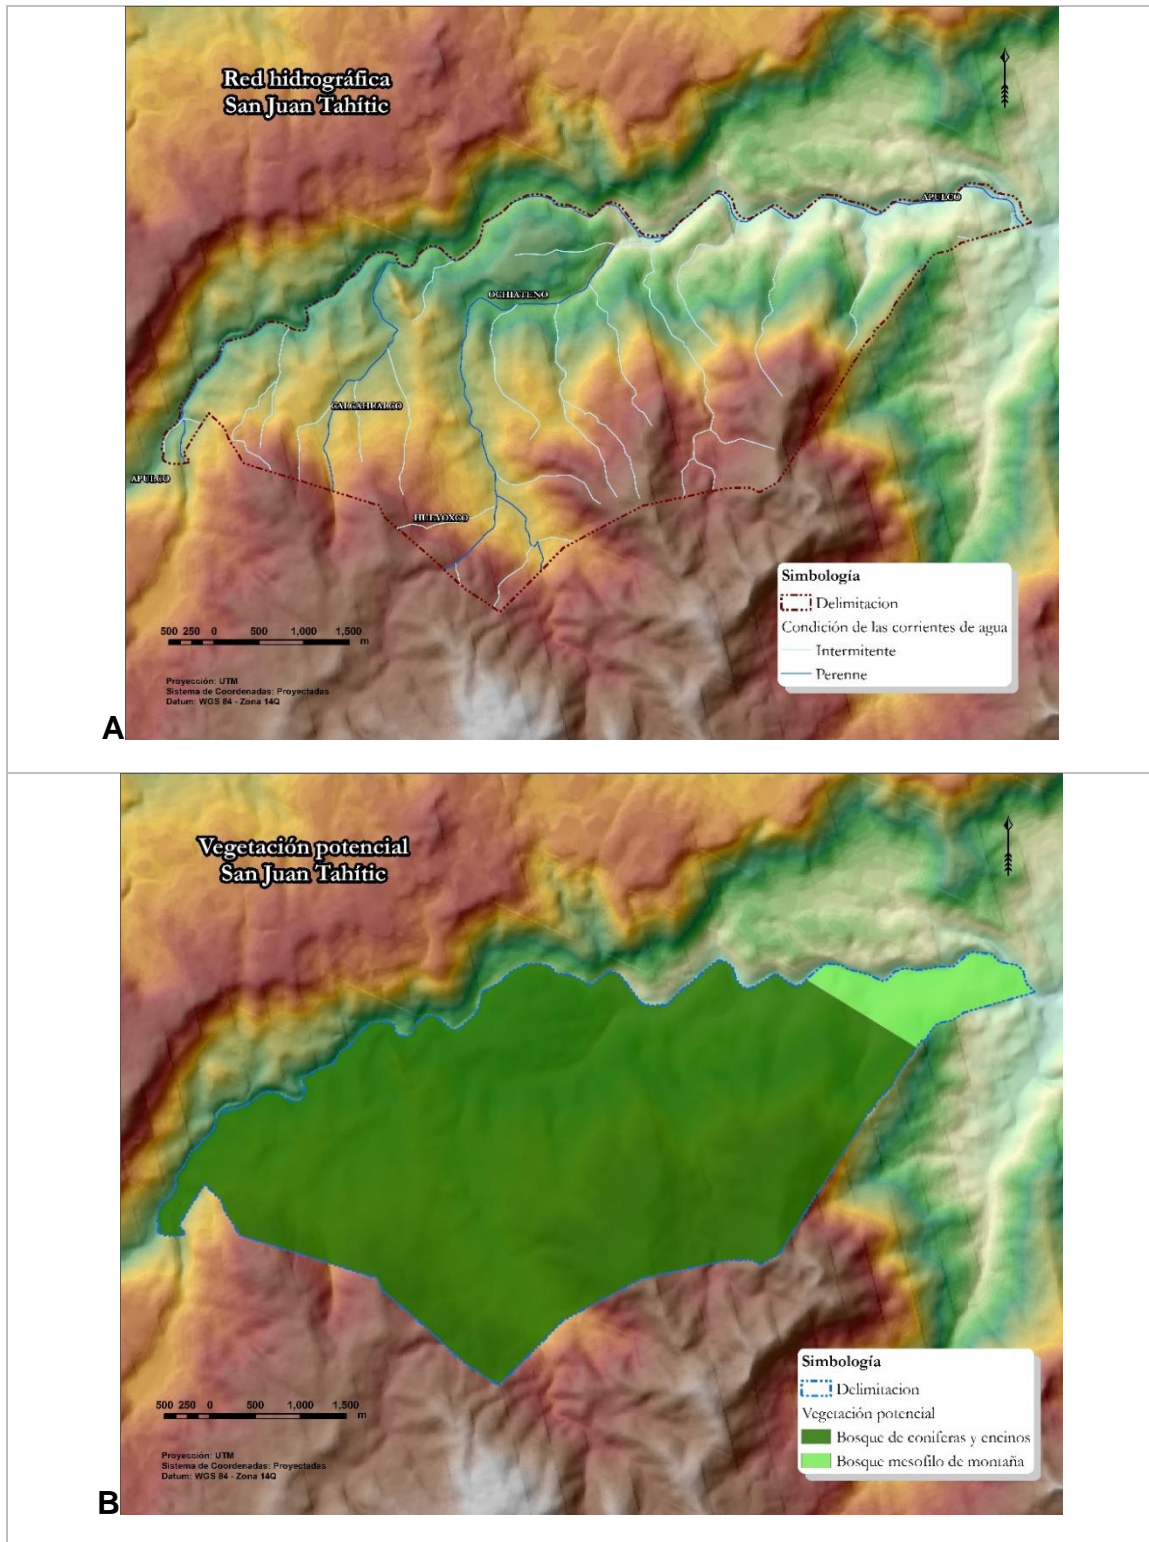 Red hidrográfica
San Juan Tahític
APULCO
OCHIATENO
CALCAHUALCO
APULCO
HUEYOXCO
Simbología
Delimitacion
Condición de las corrientes de agua
Intermitente
Perenne
500 250 0 500 1,000 1,500
m
Proyección: UTM
Sistema de Coordenadas: Proyectadas
Datum: WGS 84 - Zona 14Q
A
Vegetación potencial
San Juan Tahític
Simbología
Delimitacion
Vegetación potencial
Bosque de coniferas y encinos
Bosque mesofilo de montaña
500 250 0 500 1,000 1,500
m
Proyección: UTM
Sistema de Coordenadas: Proyectadas
Datum: WGS 84 - Zona 14Q
B